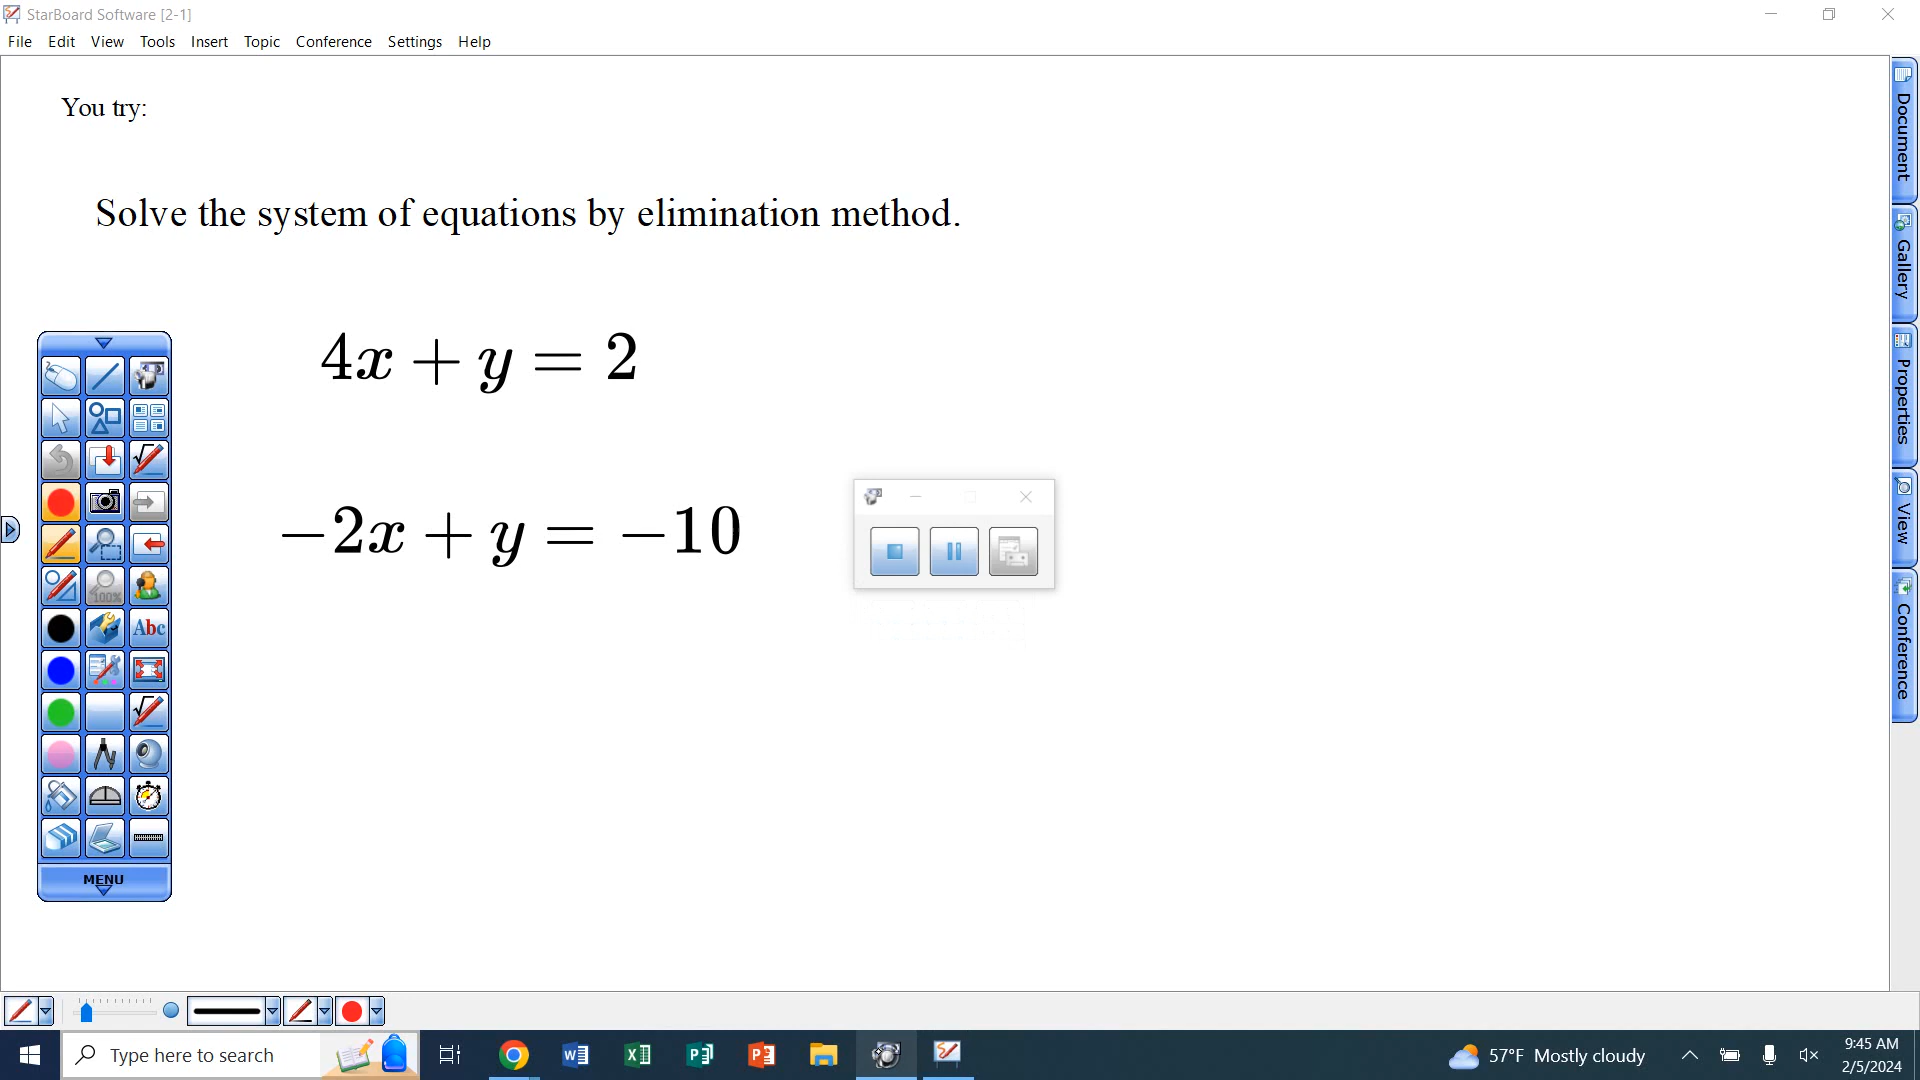 StarBoard Software [2-1]
File Edit View Tools Insert Topic Conference Settings Help
You try:
Solve the system of equations by elimination method.
4x + y = 2
−2x + y = −10
100%
Abc
MENU
Document
Gallery
Properties
View
Conference
Type here to search
57°F Mostly cloudy
9:45 AM
2/5/2024